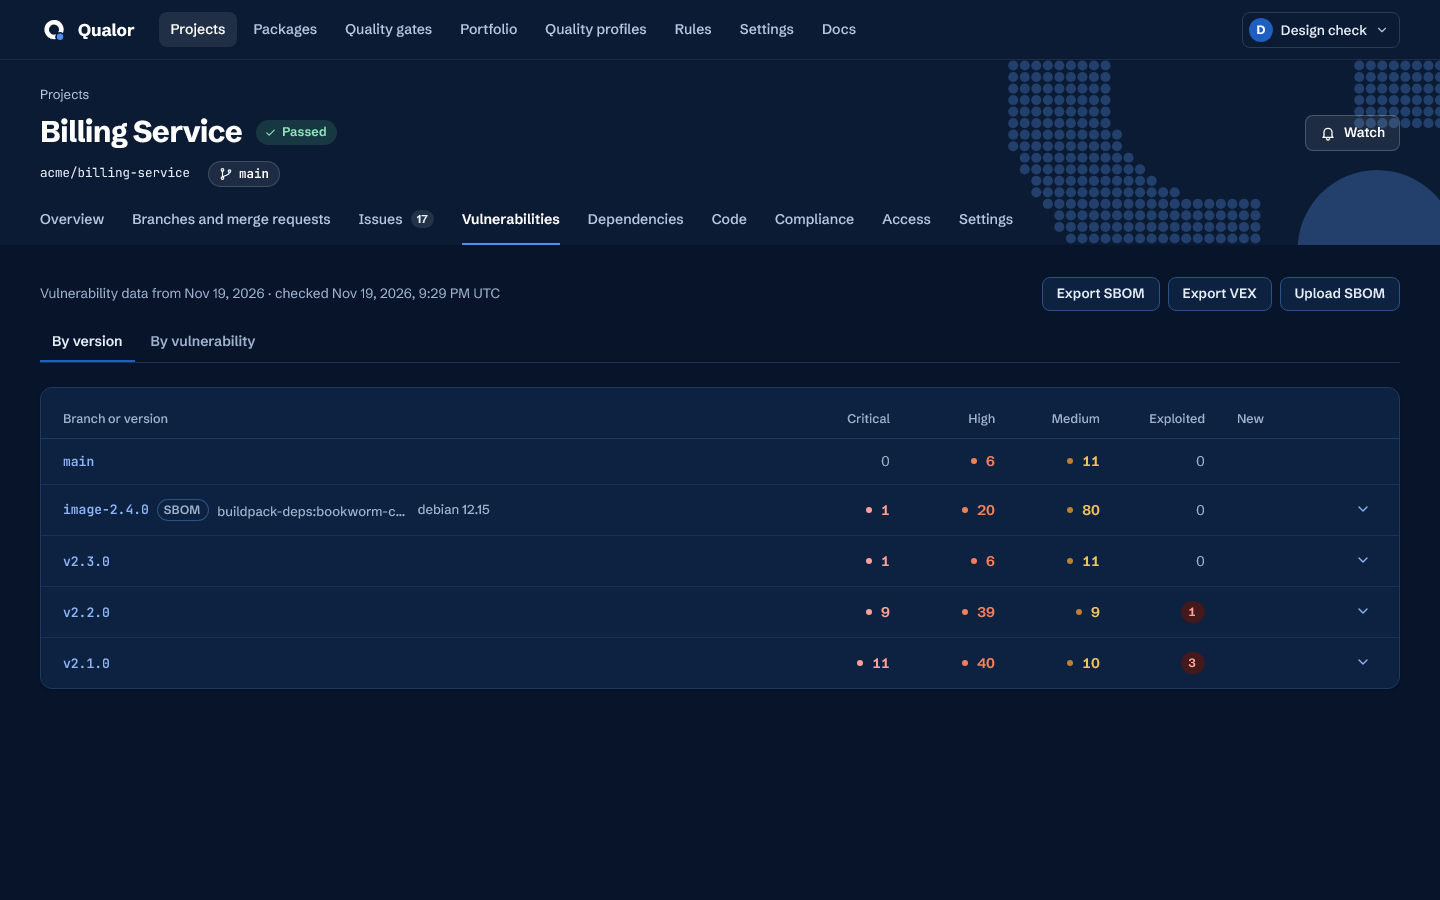 Qualor Projects Packages Quality gates Portfolio Quality profiles Rules Settings Docs D Design check
Projects
Billing Service Passed Watch
acme/billing-service main
Overview Branches and merge requests Issues 17 Vulnerabilities Dependencies Code Compliance Access Settings
Vulnerability data from Nov 19, 2026 · checked Nov 19, 2026, 9:29 PM UTC Export SBOM Export VEX Upload SBOM
By version By vulnerability
Branch or version Critical High Medium Exploited New
main 0 6 11 0
image-2.4.0 SBOM buildpack-deps:bookworm-c... debian 12.15 1 20 80 0
v2.3.0 1 6 11 0
v2.2.0 9 39 9 1
v2.1.0 11 40 10 3